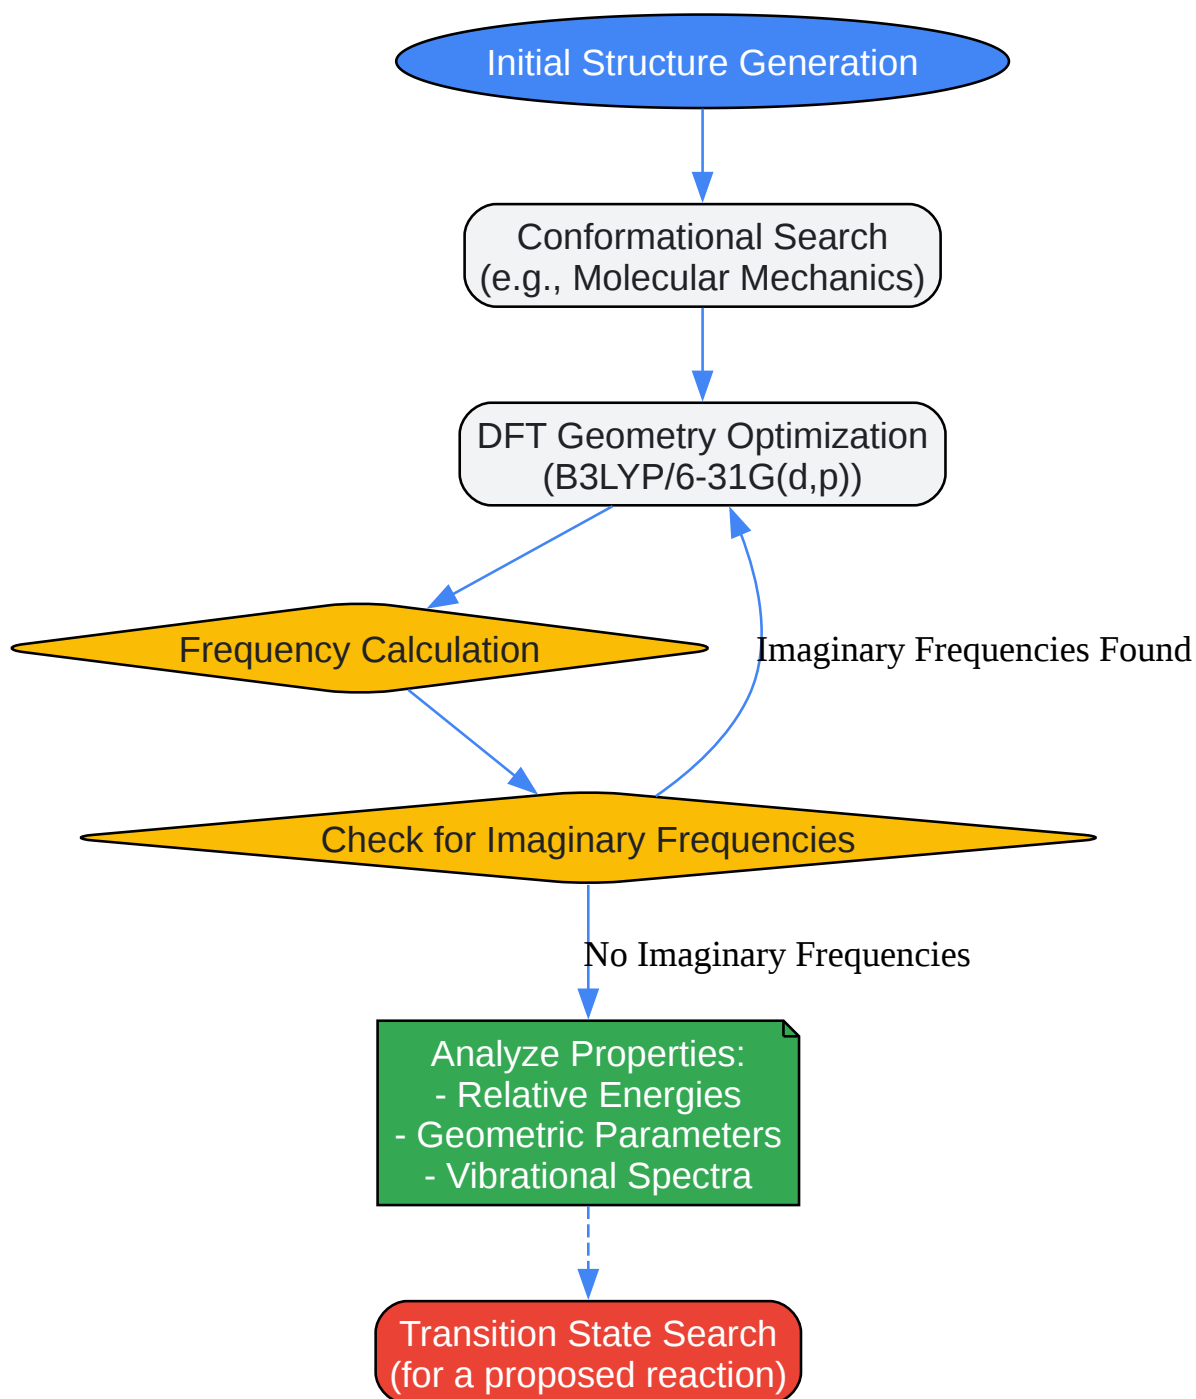 Initial Structure Generation
Conformational Search
(e.g., Molecular Mechanics)
DFT Geometry Optimization
(B3LYP/6-31G(d,p))
Frequency Calculation
Imaginary Frequencies Found
Check for Imaginary Frequencies
No Imaginary Frequencies
Analyze Properties:
- Relative Energies
- Geometric Parameters
- Vibrational Spectra
Transition State Search
(for a proposed reaction)